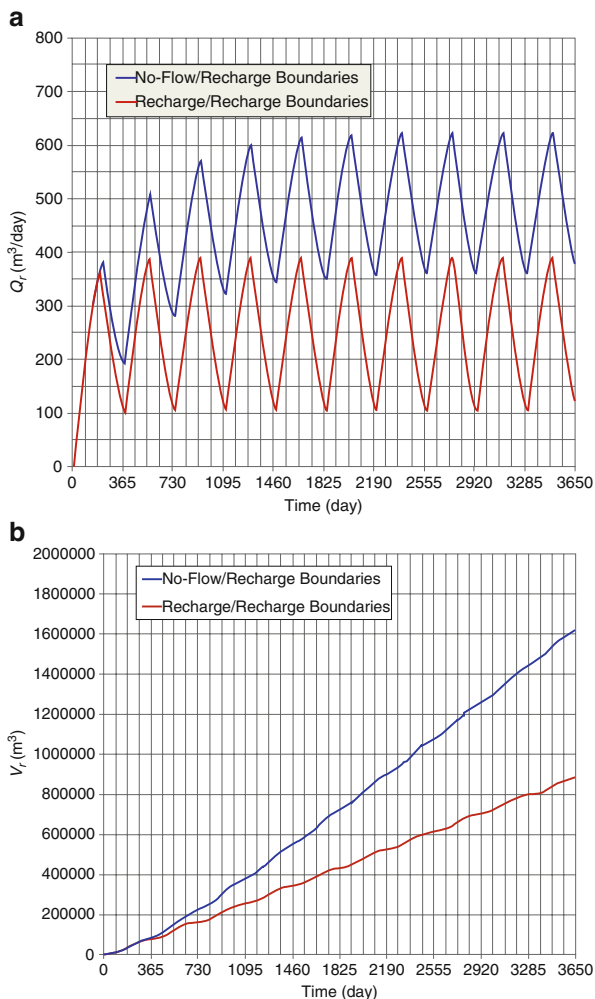 a
800
700
600
500
400
300
200
100
0
Qr (m³/day)
No-Flow/Recharge Boundaries
Recharge/Recharge Boundaries
0 365 730 1095 1460 1825 2190 2555 2920 3285 3650
Time (day)
b
2000000
1800000
1600000
1400000
1200000
1000000
800000
600000
400000
200000
0
Vr (m³)
No-Flow/Recharge Boundaries
Recharge/Recharge Boundaries
0 365 730 1095 1460 1825 2190 2555 2920 3285 3650
Time (day)